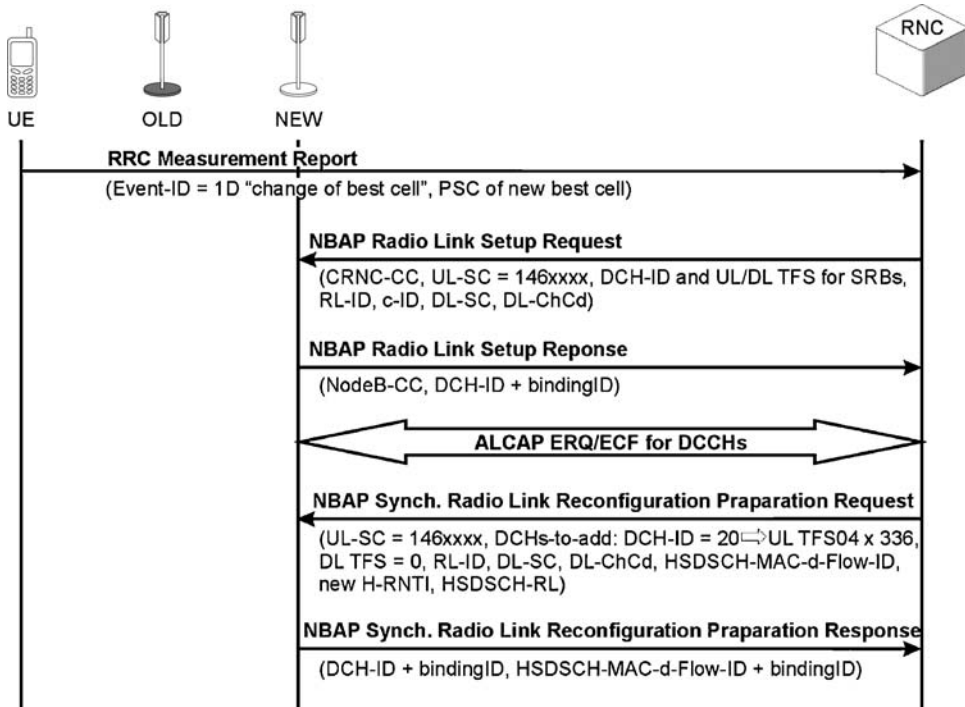 RNC
UE
OLD
NEW
RRC Measurement Report
(Event-ID = 1D “change of best cell”, PSC of new best cell)
NBAP Radio Link Setup Request
(CRNC-CC, UL-SC = 146xxxx, DCH-ID and UL/DL TFS for SRBs,
RL-ID, c-ID, DL-SC, DL-ChCd)
NBAP Radio Link Setup Reponse
(NodeB-CC, DCH-ID + bindingID)
ALCAP ERQ/ECF for DCCHs
NBAP Synch. Radio Link Reconfiguration Praparation Request
(UL-SC = 146xxxx, DCHs-to-add: DCH-ID = 20⇨UL TFS04 x 336,
DL TFS = 0, RL-ID, DL-SC, DL-ChCd, HSDSCH-MAC-d-Flow-ID,
new H-RNTI, HSDSCH-RL)
NBAP Synch. Radio Link Reconfiguration Praparation Response
(DCH-ID + bindingID, HSDSCH-MAC-d-Flow-ID + bindingID)